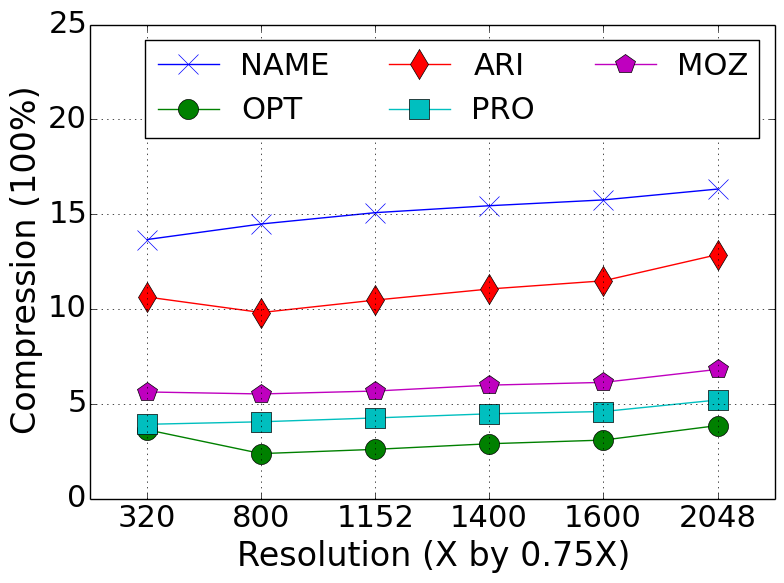 25
20
15
10
5
0
Compression (100%)
NAME ARI MOZ
OPT PRO
320 800 1152 1400 1600 2048
Resolution (X by 0.75X)